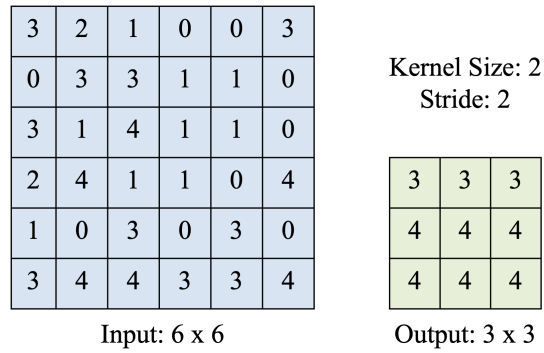 3 2 1 0 0 3
0 3 3 1 1 0
3 1 4 1 1 0
2 4 1 1 0 4
1 0 3 0 3 0
3 4 4 3 3 4
Input: 6 x 6
Kernel Size: 2
Stride: 2
3 3 3
4 4 4
4 4 4
Output: 3 x 3